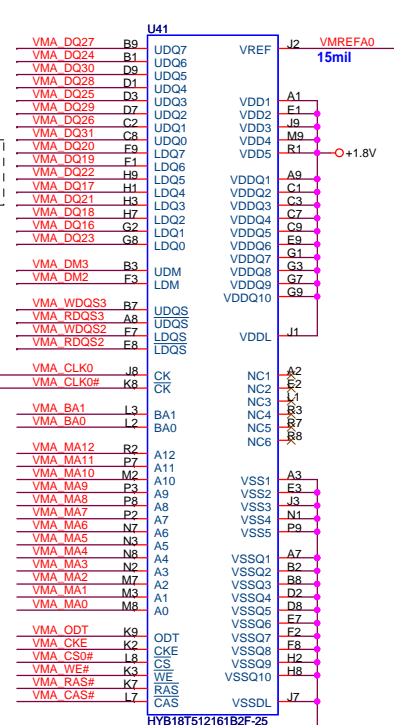 U41
VMA_DQ27 B9 UDQ7 VREF J2 VMREFA0
VMA_DQ24 B1 UDQ6 15mil
VMA_DQ30 D9 UDQ5
VMA_DQ28 D1 UDQ4
VMA_DQ25 D3 UDQ3 VDD1 A1
VMA_DQ29 D7 UDQ2 VDD2 E1
VMA_DQ26 C2 UDQ1 VDD3 J9
VMA_DQ31 C8 UDQ0 VDD4 M9
VMA_DQ20 F9 LDQ7 VDD5 R1 +1.8V
VMA_DQ19 F1 LDQ6
VMA_DQ22 H9 LDQ5 VDDQ1 A9
VMA_DQ17 H1 LDQ4 VDDQ2 C1
VMA_DQ21 H3 LDQ3 VDDQ3 C3
VMA_DQ18 H7 LDQ2 VDDQ4 C7
VMA_DQ16 G2 LDQ1 VDDQ5 C9
VMA_DQ23 G8 LDQ0 VDDQ6 E9
VDDQ7 G1
VMA_DM3 B3 UDM VDDQ8 G3
VMA_DM2 F3 LDM VDDQ9 G7
VDDQ10 G9
VMA_WDQS3 B7 UDQS
VMA_RDQS3 A8 UDQS
VMA_WDQS2 F7 LDQS VDDL J1
VMA_RDQS2 E8 LDQS
VMA_CLK0 J8 CK NC1 A2
VMA_CLK0# K8 CK NC2 E2
NC3 L1
VMA_BA1 L3 BA1 NC4 R3
VMA_BA0 L2 BA0 NC5 R7
NC6 R8
VMA_MA12 R2 A12
VMA_MA11 P7 A11
VMA_MA10 M2 A10 VSS1 A3
VMA_MA9 P3 A9 VSS2 E3
VMA_MA8 P8 A8 VSS3 J3
VMA_MA7 P2 A7 VSS4 N1
VMA_MA6 N7 A6 VSS5 P9
VMA_MA5 N3 A5
VMA_MA4 N8 A4 VSSQ1 A7
VMA_MA3 N2 A3 VSSQ2 B2
VMA_MA2 M7 A2 VSSQ3 B8
VMA_MA1 M3 A1 VSSQ4 D2
VMA_MA0 M8 A0 VSSQ5 D8
VSSQ6 E7
VMA_ODT K9 ODT VSSQ7 F2
VMA_CKE K2 CKE VSSQ8 F8
VMA_CS0# L8 CS VSSQ9 H2
VMA_WE# K3 WE VSSQ10 H8
VMA_RAS# K7 RAS
VMA_CAS# L7 CAS VSSDL J7
HYB18T512161B2F-25